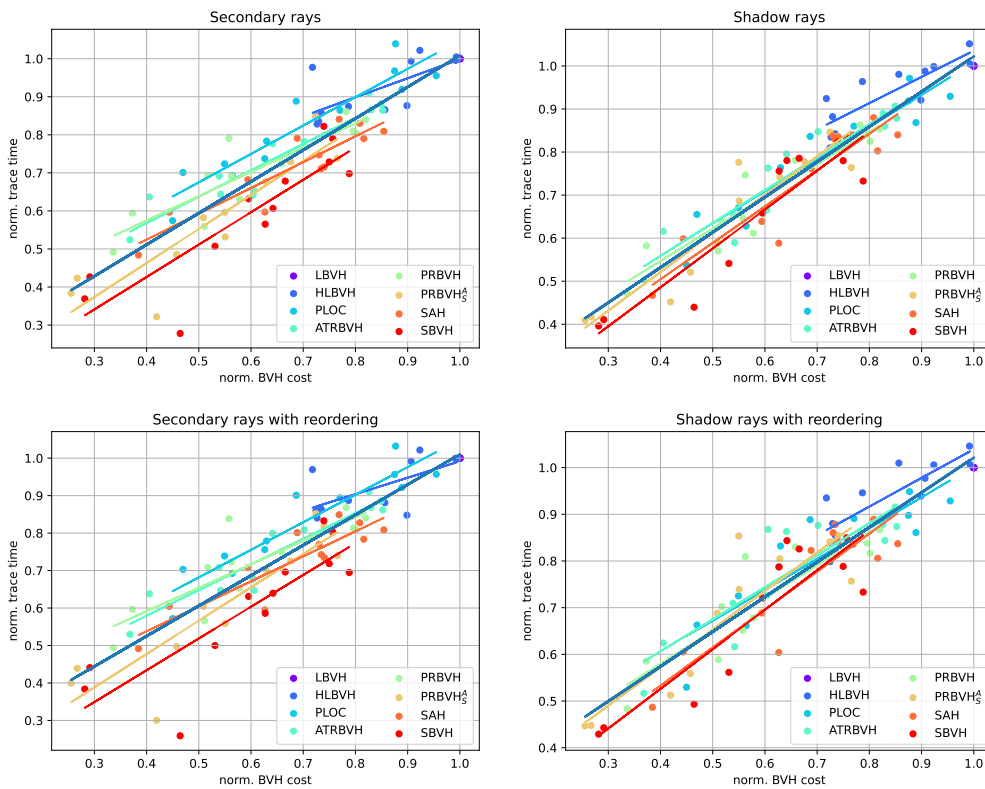 Secondary rays
norm. trace time
1.0
0.9
0.8
0.7
0.6
0.5
0.4
0.3
0.3 0.4 0.5 0.6 0.7 0.8 0.9 1.0
norm. BVH cost
LBVH PRBVH
HLBVH PRBVH^A_S
PLOC SAH
ATRBVH SBVH
Shadow rays
norm. trace time
1.0
0.9
0.8
0.7
0.6
0.5
0.4
0.3 0.4 0.5 0.6 0.7 0.8 0.9 1.0
norm. BVH cost
LBVH PRBVH
HLBVH PRBVH^A_S
PLOC SAH
ATRBVH SBVH
Secondary rays with reordering
norm. trace time
1.0
0.9
0.8
0.7
0.6
0.5
0.4
0.3
0.3 0.4 0.5 0.6 0.7 0.8 0.9 1.0
norm. BVH cost
LBVH PRBVH
HLBVH PRBVH^A_S
PLOC SAH
ATRBVH SBVH
Shadow rays with reordering
norm. trace time
1.0
0.9
0.8
0.7
0.6
0.5
0.4
0.3 0.4 0.5 0.6 0.7 0.8 0.9 1.0
norm. BVH cost
LBVH PRBVH
HLBVH PRBVH^A_S
PLOC SAH
ATRBVH SBVH